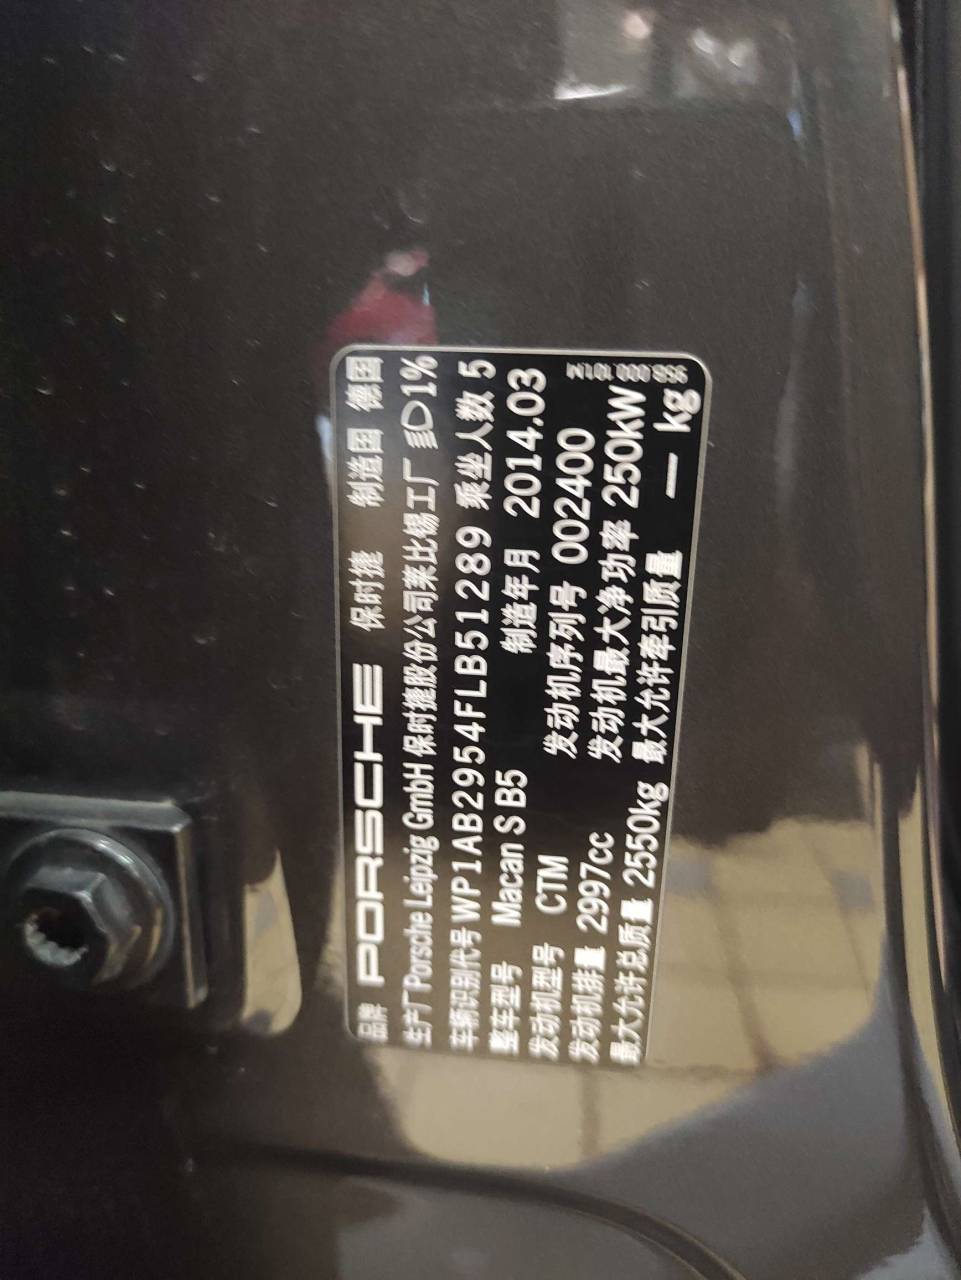 品牌 PORSCHE 保时捷 制造国 德国
生产厂 Porsche Leipzig GmbH 保时捷股份公司莱比锡工厂 1%
车辆识别代号 WP1AB2954FLB51289 乘坐人数 5
整车型号 Macan S B5 制造年月 2014.03
发动机型号 CTM 发动机序列号 002400
发动机排量 2997cc 发动机最大净功率 250kW
最大允许总质量 2550kg 最大允许牵引质量 — kg
95B.000.101.M